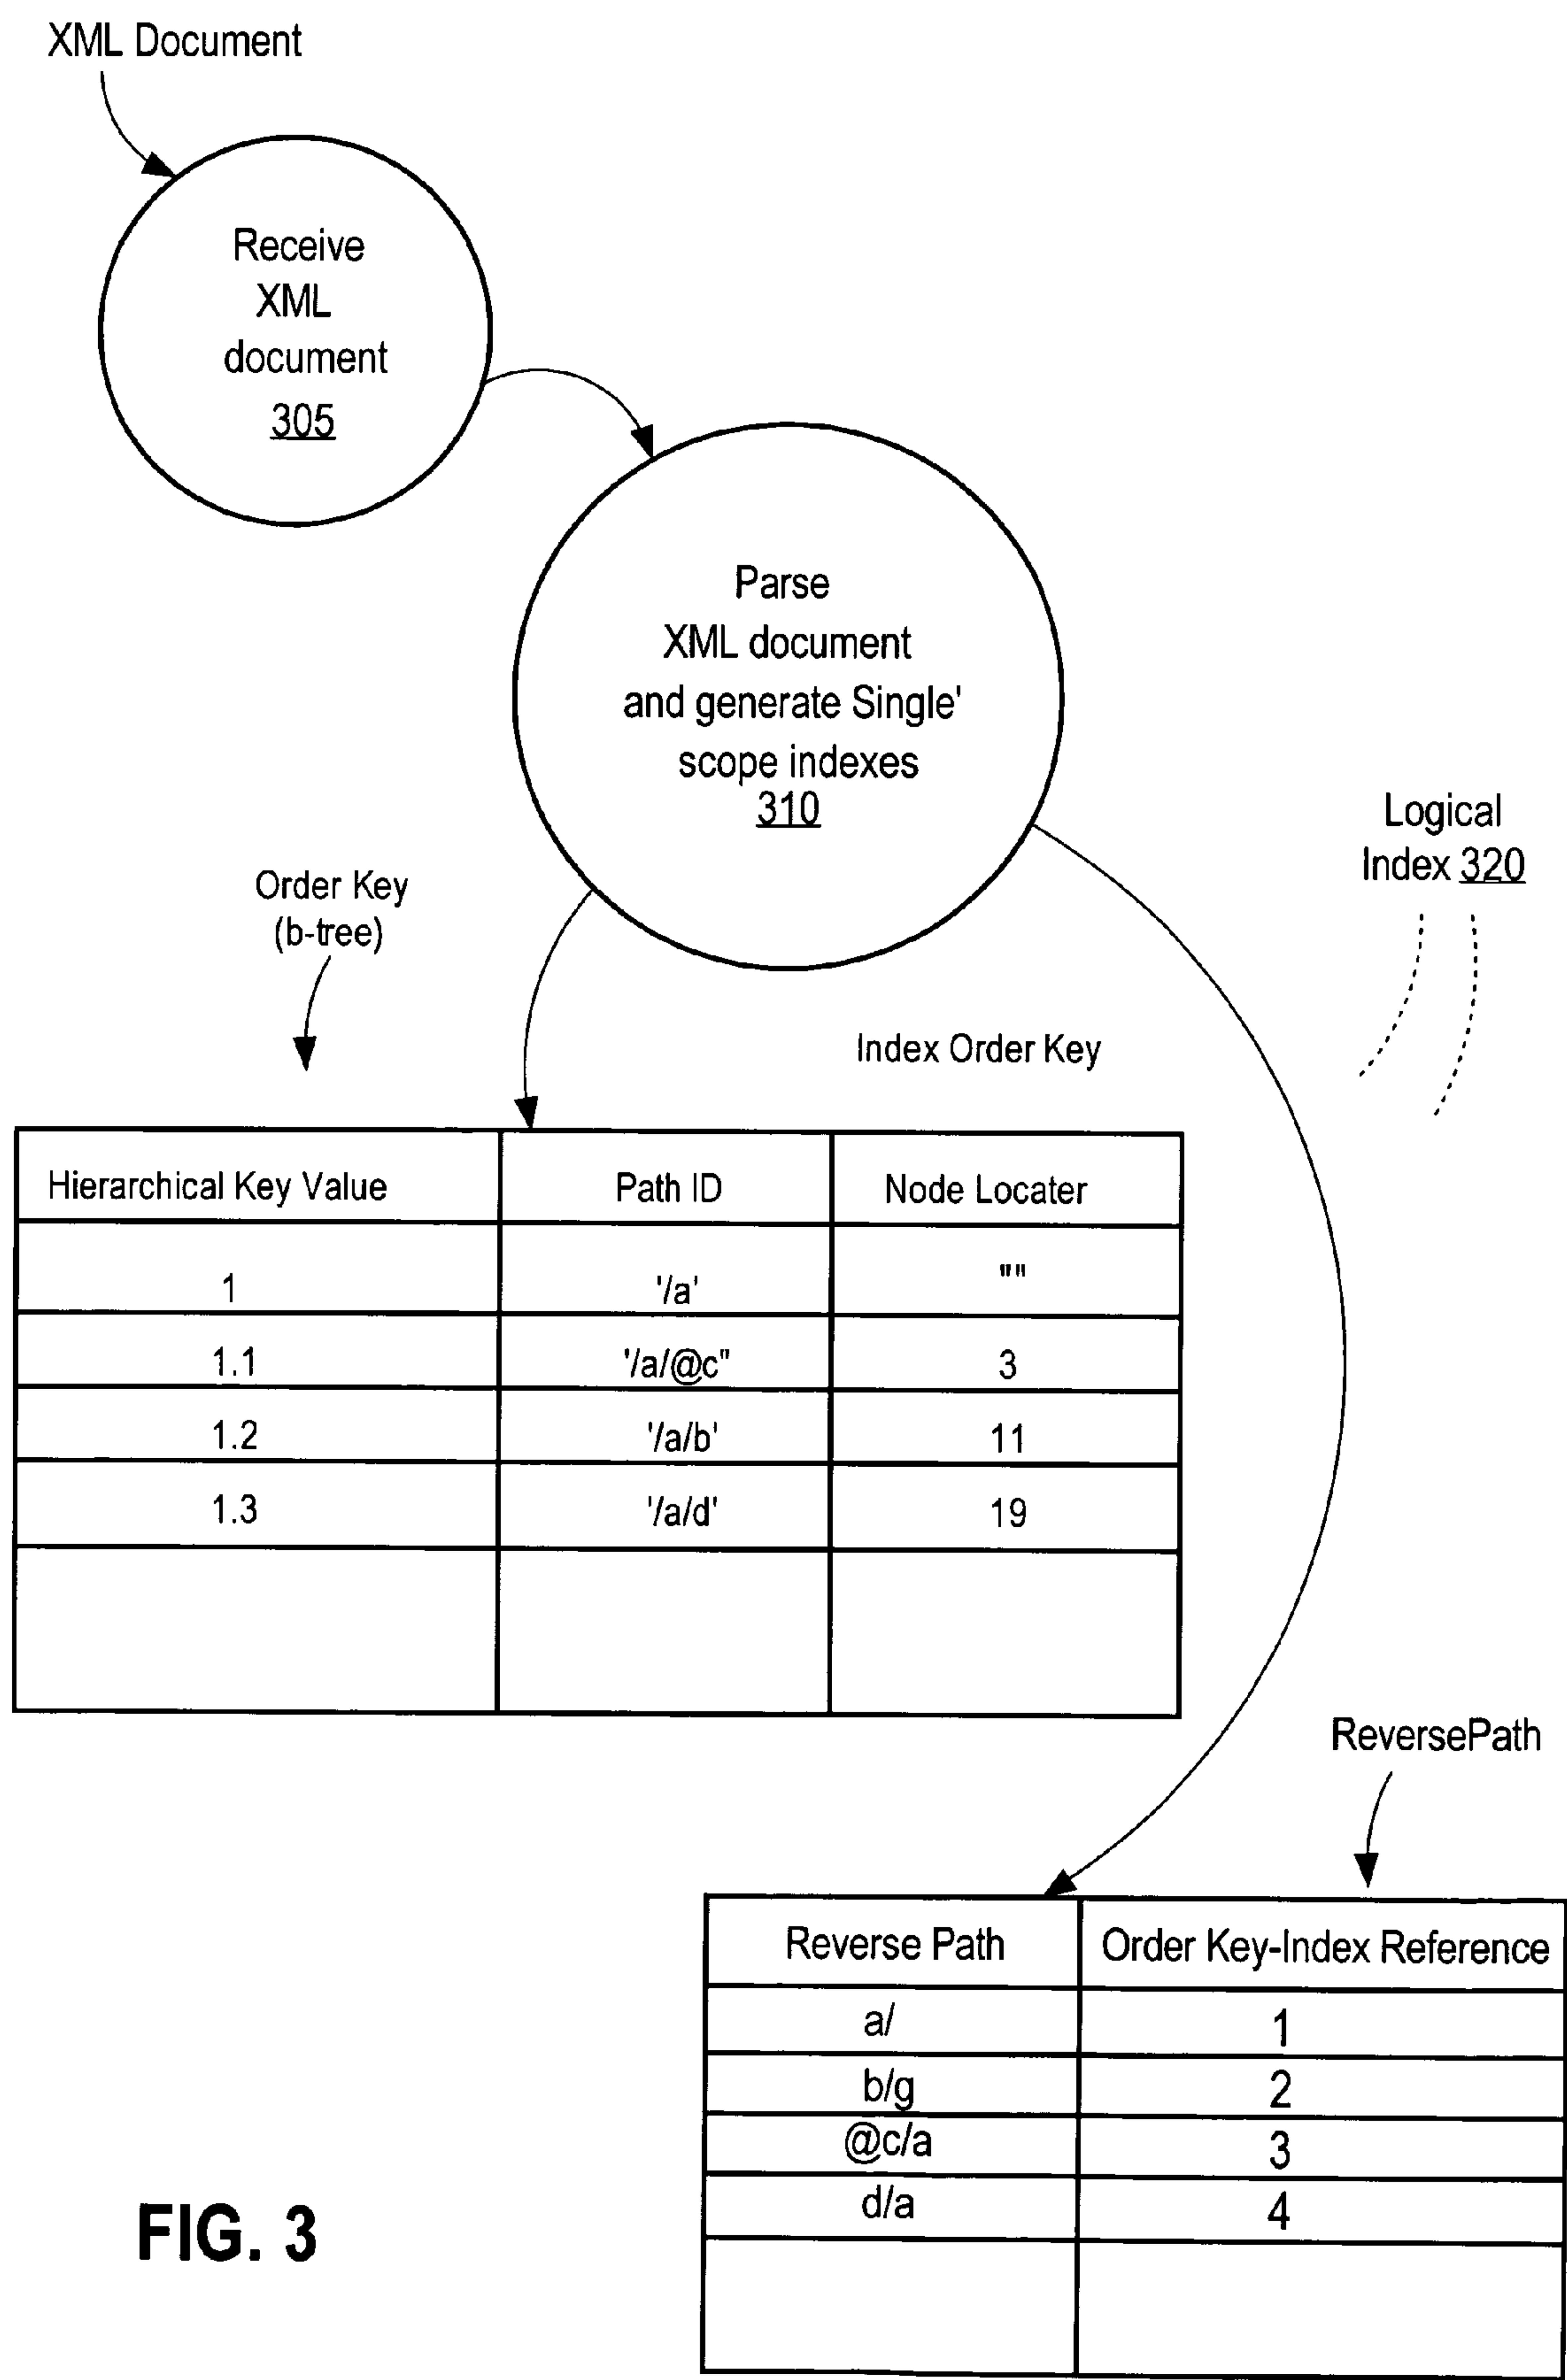 XML Document
Receive
XML
document
305
Parse
XML document
and generate Single'
scope indexes
310
Logical
Index 320
Order Key
(b-tree)
Index Order Key
Hierarchical Key Value Path ID Node Locater
1 '/a' ""
1.1 '/a/@c" 3
1.2 '/a/b' 11
1.3 '/a/d' 19
ReversePath
Reverse Path Order Key-Index Reference
a/ 1
b/g 2
@c/a 3
d/a 4
FIG. 3